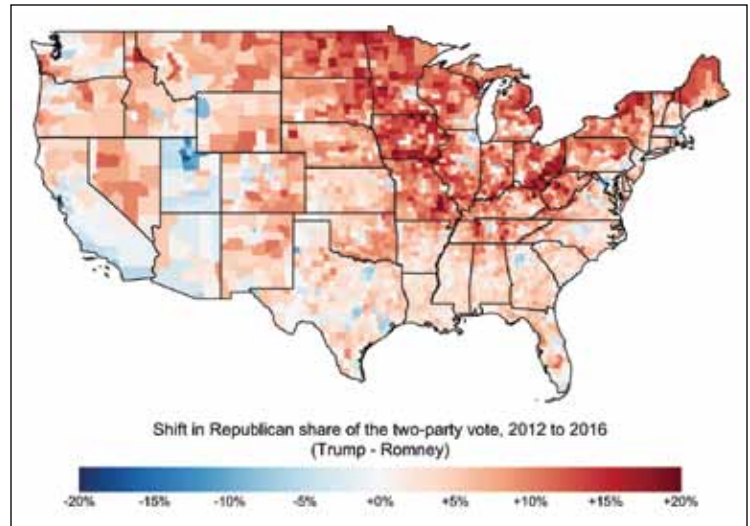 Shift in Republican share of the two-party vote, 2012 to 2016
(Trump - Romney)
-20% -15% -10% -5% +0% +5% +10% +15% +20%